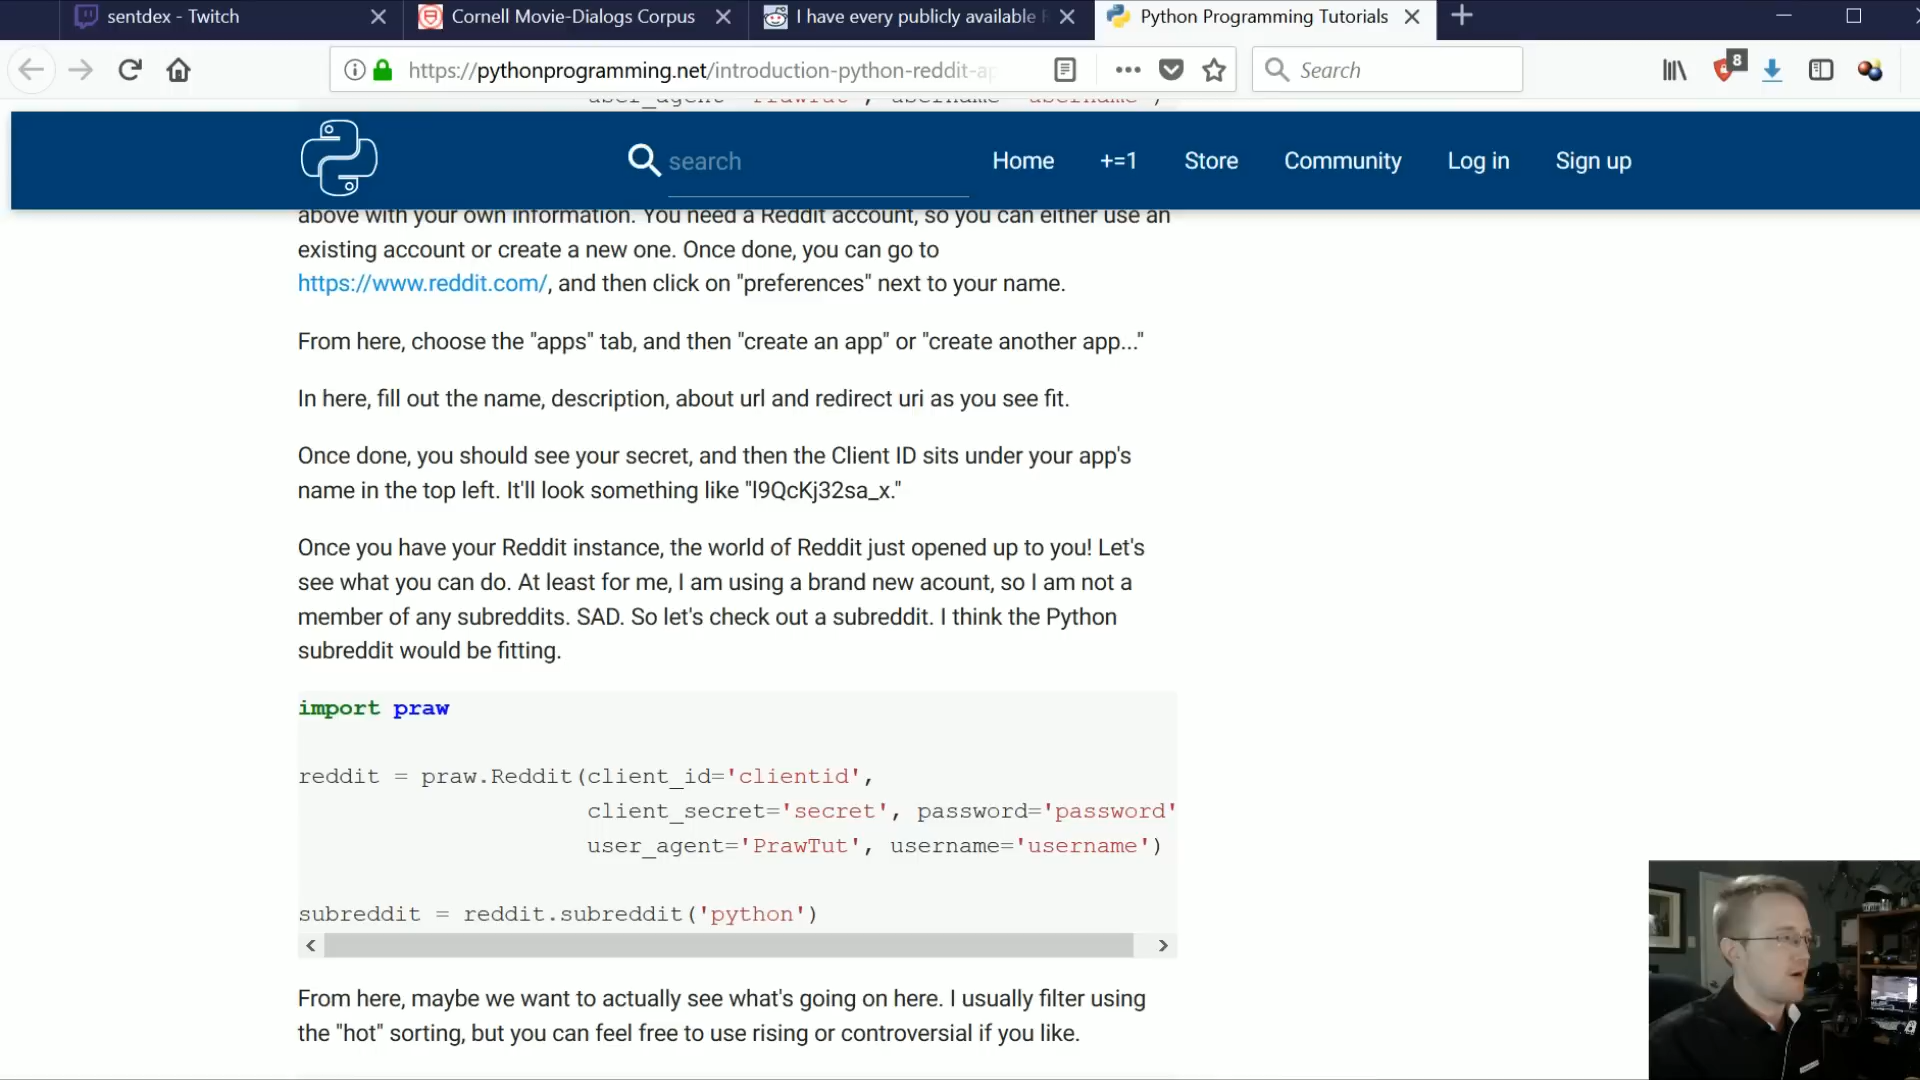 sentdex - Twitch
Cornell Movie-Dialogs Corpus
I have every publicly available
Python Programming Tutorials
https://pythonprogramming.net/introduction-python-reddit-ap
Search
8
user_agent='PrawTut', username='username')
search
Home
+=1
Store
Community
Log in
Sign up
above with your own information. You need a Reddit account, so you can either use an
existing account or create a new one. Once done, you can go to
https://www.reddit.com/, and then click on "preferences" next to your name.
From here, choose the "apps" tab, and then "create an app" or "create another app..."
In here, fill out the name, description, about url and redirect uri as you see fit.
Once done, you should see your secret, and then the Client ID sits under your app's
name in the top left. It'll look something like "l9QcKj32sa_x."
Once you have your Reddit instance, the world of Reddit just opened up to you! Let's
see what you can do. At least for me, I am using a brand new acount, so I am not a
member of any subreddits. SAD. So let's check out a subreddit. I think the Python
subreddit would be fitting.
import praw
reddit = praw.Reddit(client_id='clientid',
client_secret='secret', password='password'
user_agent='PrawTut', username='username')
subreddit = reddit.subreddit('python')
From here, maybe we want to actually see what's going on here. I usually filter using
the "hot" sorting, but you can feel free to use rising or controversial if you like.